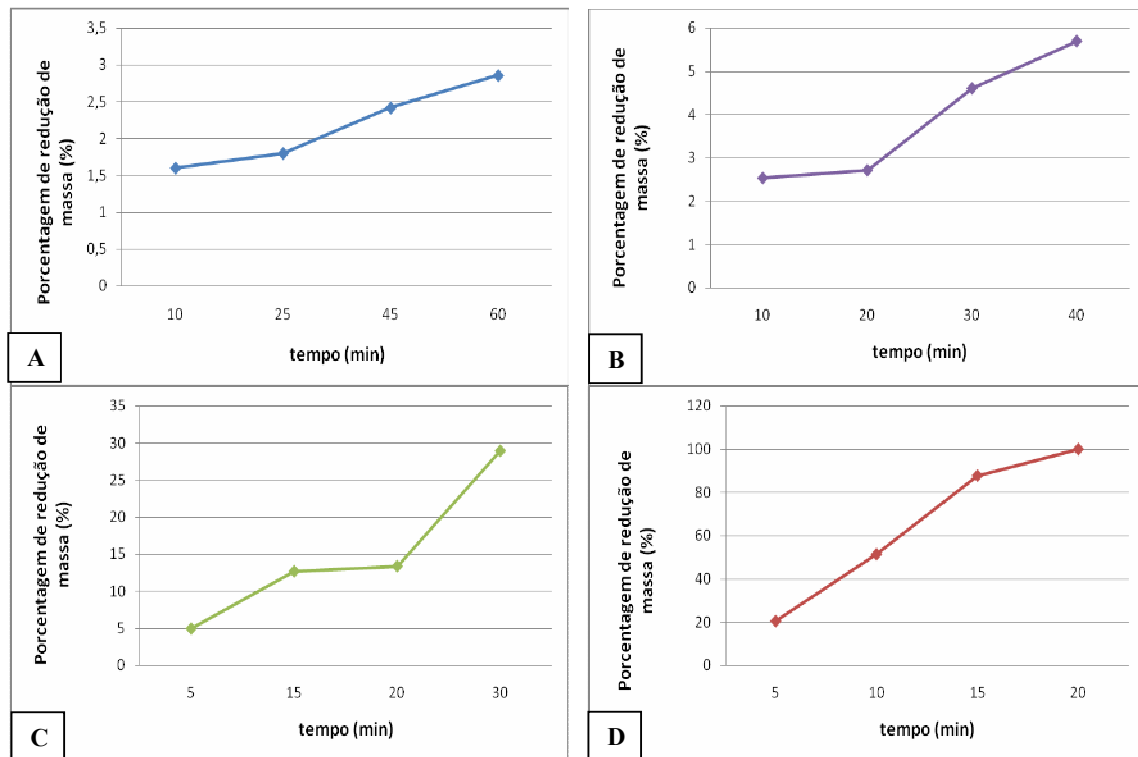 Porcentagem de redução de
massa (%)
3,5
3
2,5
2
1,5
1
0,5
0
10 25 45 60
tempo (min)
A
Porcentagem de redução de
massa (%)
6
5
4
3
2
1
0
10 20 30 40
tempo (min)
B
Porcentagem de redução de
massa (%)
35
30
25
20
15
10
5
0
5 15 20 30
tempo (min)
C
Porcentagem de redução de
massa (%)
120
100
80
60
40
20
0
5 10 15 20
tempo (min)
D